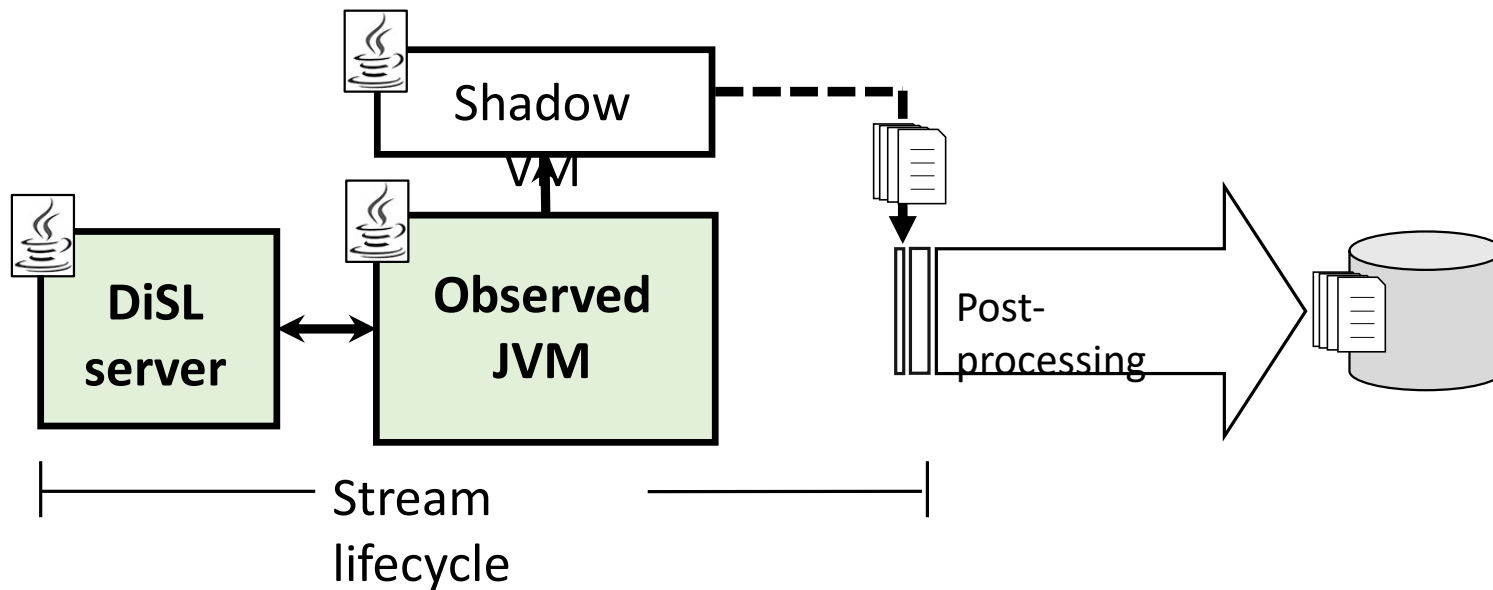 Shadow
VM
DiSL
server
Observed
JVM
Post-
processing
Stream
lifecycle